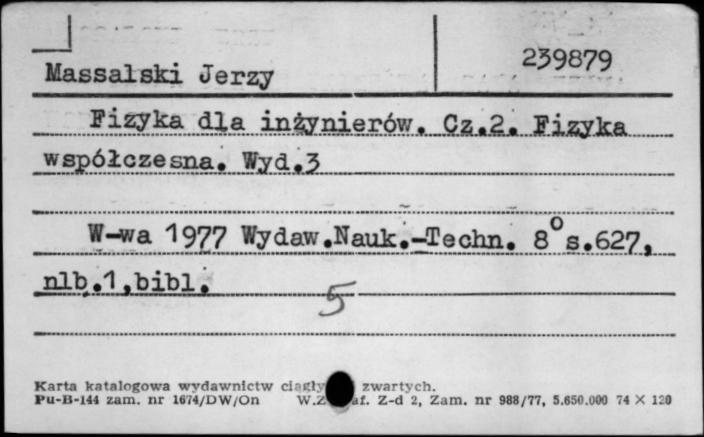 239879
Massalski Jerzy
Fizyka dla inżynierów. Cz.2. Fizyka
współczesna. Wyd.3
W-wa 1977 Wydaw.Nauk.-Techn. 8° s.627,
nlb.1,bibl.
5
Karta katalogowa wydawnictw zwartych.
Pu-B-144 zam. nr 1674/DW/On Z-d 2, Zam. nr 988/77, 5.650.000 74 X 120